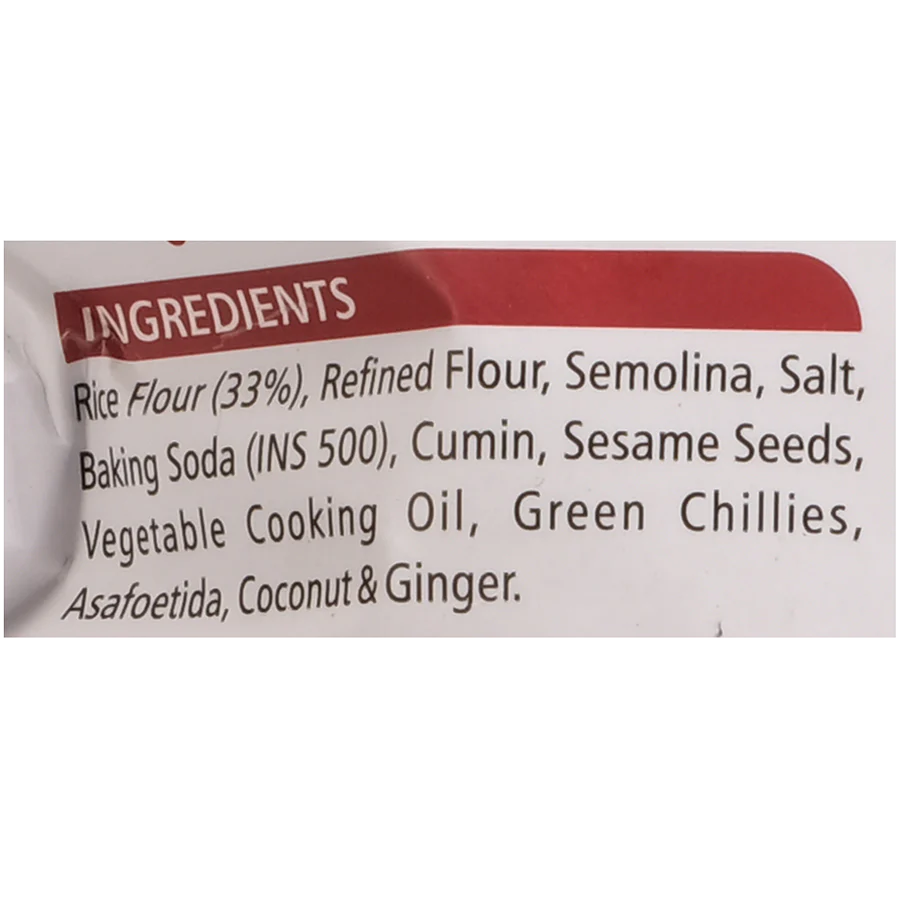 INGREDIENTS
Rice Flour (33%), Refined Flour, Semolina, Salt,
Baking Soda (INS 500), Cumin, Sesame Seeds,
Vegetable Cooking Oil, Green Chillies,
Asafoetida, Coconut & Ginger.